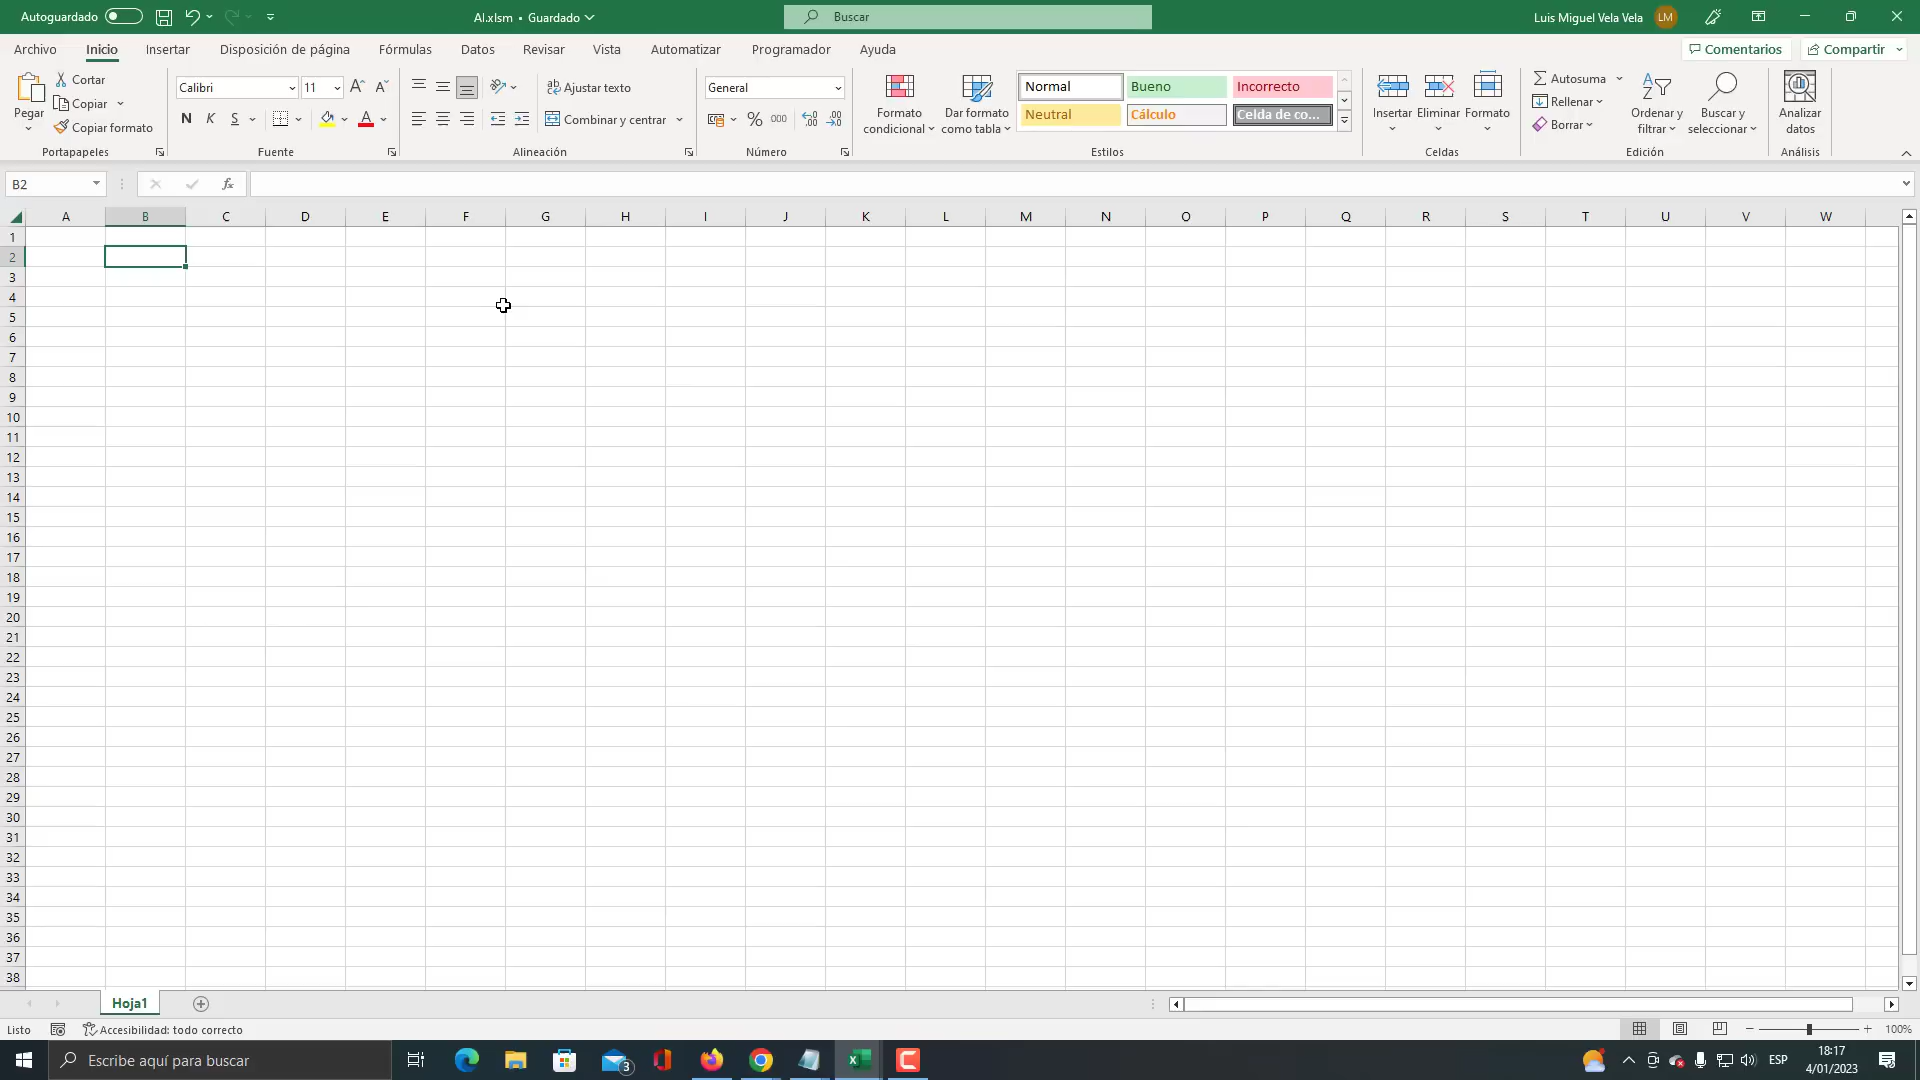 Autoguardado AI.xlsm • Guardado Buscar Luis Miguel Vela Vela LM
Archivo Inicio Insertar Disposición de página Fórmulas Datos Revisar Vista Automatizar Programador Ayuda Comentarios Compartir
Pegar Cortar Copiar Copiar formato
Portapapeles
Calibri 11
N K S
Fuente
Ajustar texto
Combinar y centrar
Alineación
General
% 000
Número
Formato condicional
Dar formato como tabla
Normal Bueno Incorrecto
Neutral Cálculo Celda de co...
Estilos
Insertar Eliminar Formato
Celdas
Autosuma
Rellenar
Borrar
Ordenar y filtrar
Buscar y seleccionar
Edición
Analizar datos
Análisis
B2 fx
A B C D E F G H I J K L M N O P Q R S T U V W
1
2
3
4
5
6
7
8
9
10
11
12
13
14
15
16
17
18
19
20
21
22
23
24
25
26
27
28
29
30
31
32
33
34
35
36
37
38
Hoja1
Listo Accesibilidad: todo correcto 100%
Escribe aquí para buscar 3 ESP 18:17
4/01/2023